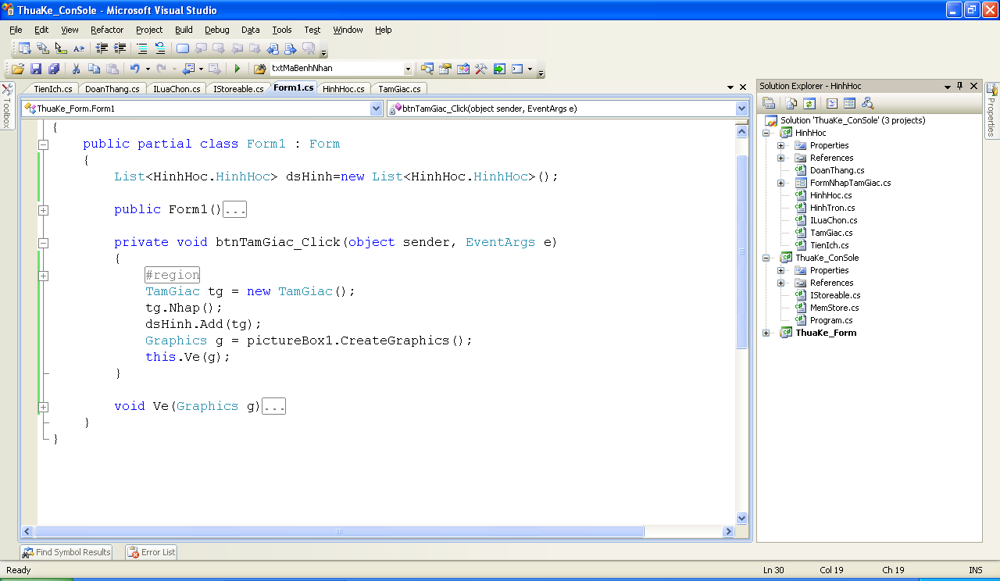 ThuaKe_ConSole - Microsoft Visual Studio
File Edit View Refactor Project Build Debug Data Tools Test Window Help
txtMaBenhNhan
Toolbox
TienIch.cs DoanThang.cs ILuaChon.cs IStoreable.cs Form1.cs HinhHoc.cs TamGiac.cs
ThuaKe_Form.Form1 btnTamGiac_Click(object sender, EventArgs e)
{
public partial class Form1 : Form
{
List<HinhHoc.HinhHoc> dsHinh=new List<HinhHoc.HinhHoc>();
public Form1()...
private void btnTamGiac_Click(object sender, EventArgs e)
{
#region
TamGiac tg = new TamGiac();
tg.Nhap();
dsHinh.Add(tg);
Graphics g = pictureBox1.CreateGraphics();
this.Ve(g);
}
void Ve(Graphics g)...
}
}
Solution Explorer - HinhHoc
Solution 'ThuaKe_ConSole' (3 projects)
HinhHoc
Properties
References
DoanThang.cs
FormNhapTamGiac.cs
HinhHoc.cs
HinhTron.cs
ILuaChon.cs
TamGiac.cs
TienIch.cs
ThuaKe_ConSole
Properties
References
IStoreable.cs
MemStore.cs
Program.cs
ThuaKe_Form
Properties
Find Symbol Results Error List
Ready Ln 30 Col 19 Ch 19 INS